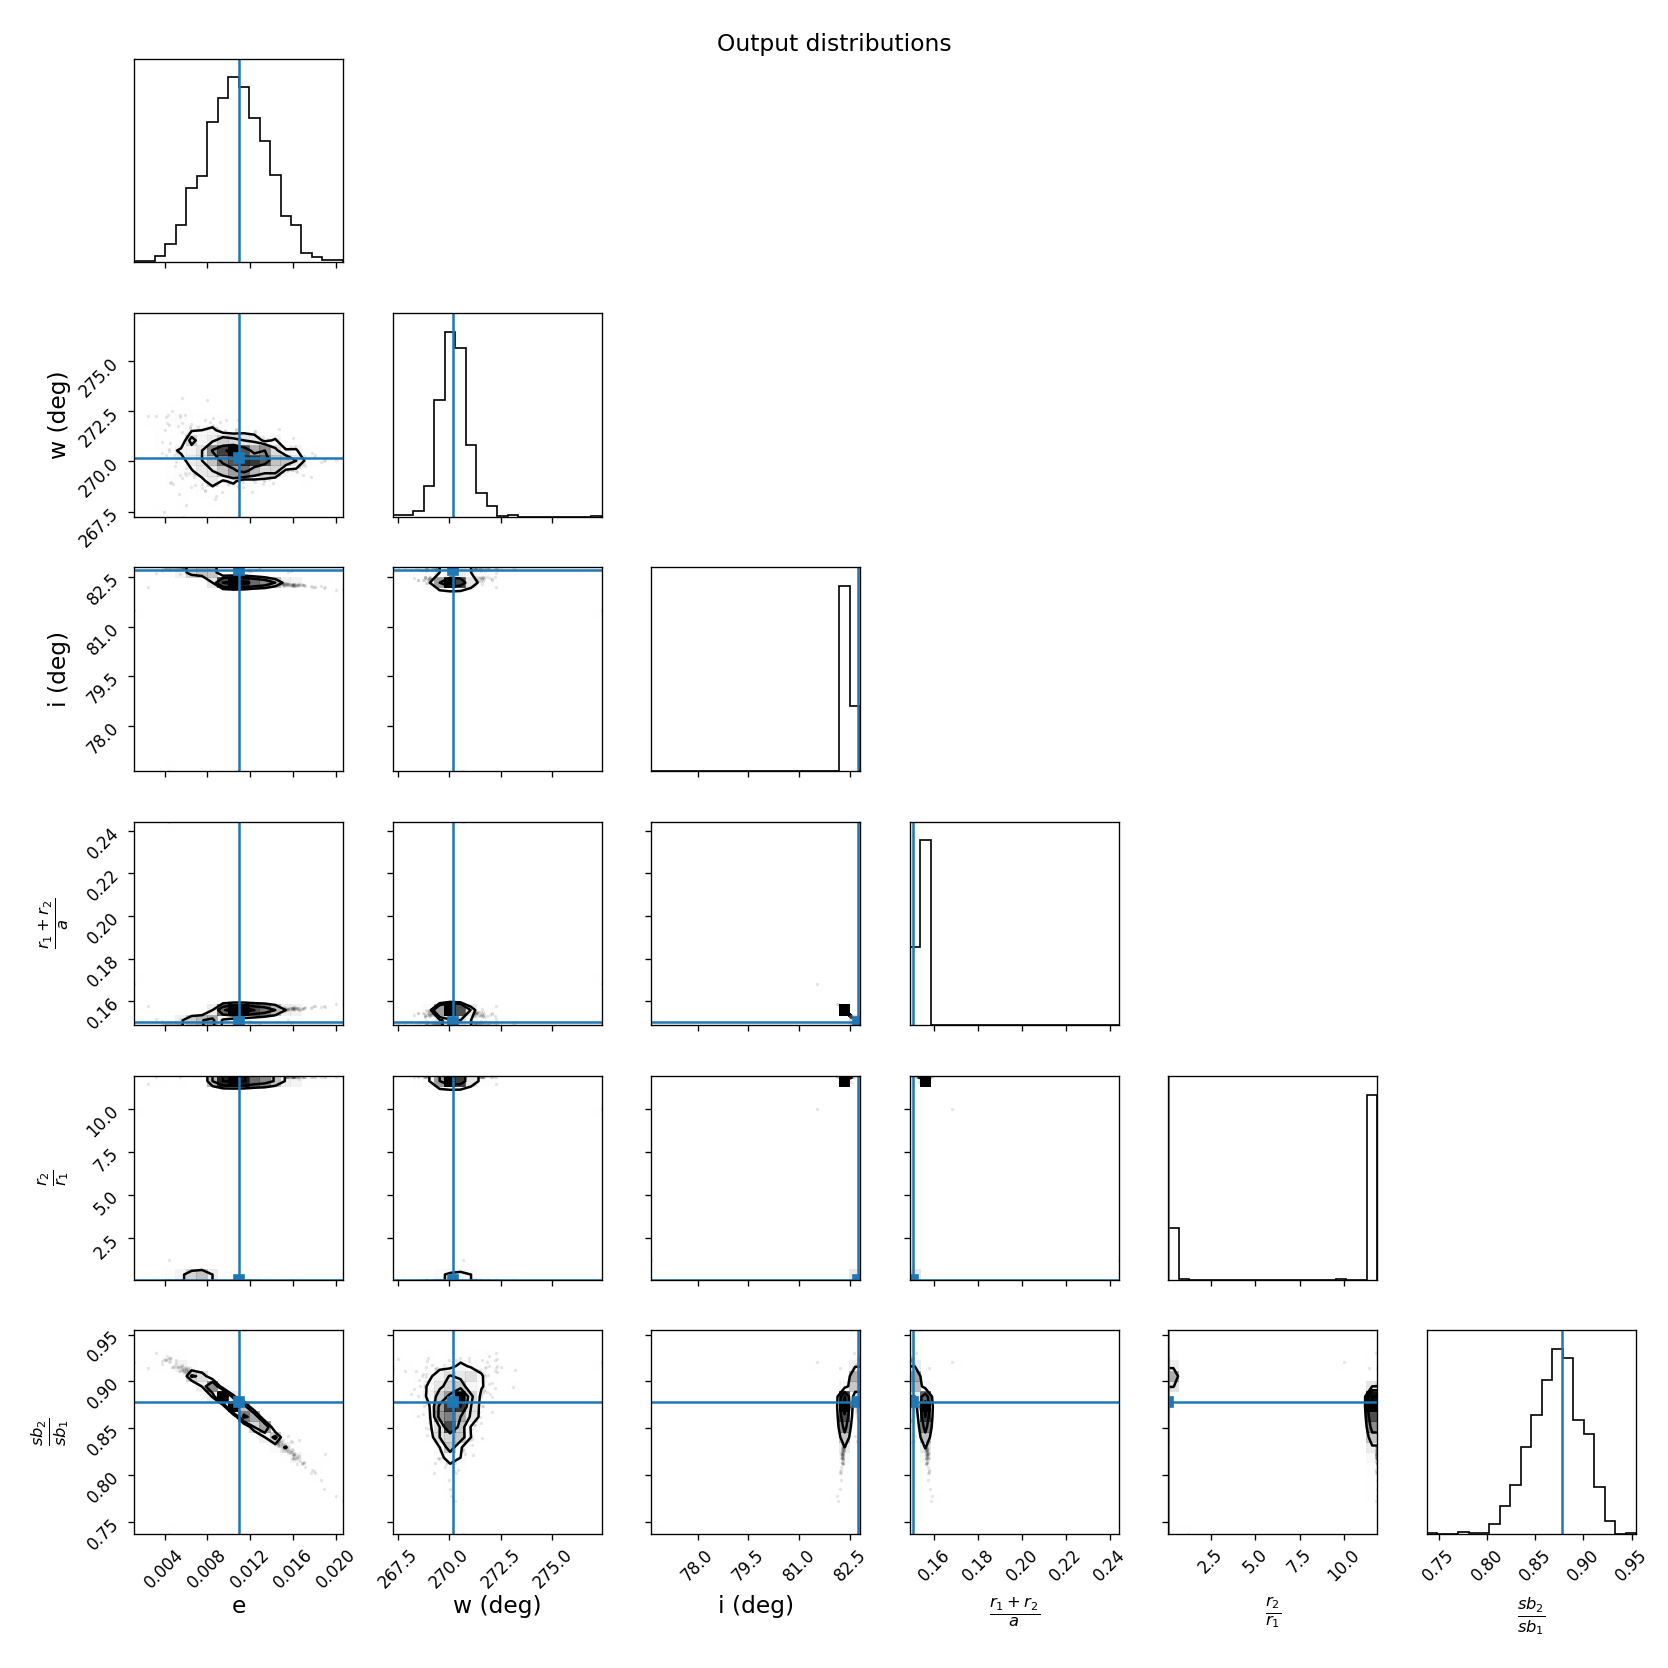 Output distributions
w (deg)
275.0
272.5
270.0
267.5
i (deg)
82.5
81.0
79.5
78.0
r₁ + r₂
a
0.24
0.22
0.20
0.18
0.16
r₂
r₁
10.0
7.5
5.0
2.5
sb₂
sb₁
0.95
0.90
0.85
0.80
0.75
0.004 0.008 0.012 0.016 0.020 267.5 270.0 272.5 275.0 78.0 79.5 81.0 82.5 0.16 0.18 0.20 0.22 0.24 2.5 5.0 7.5 10.0 0.75 0.80 0.85 0.90 0.95
e w (deg) i (deg) r₁ + r₂ r₂ sb₂
a r₁ sb₁